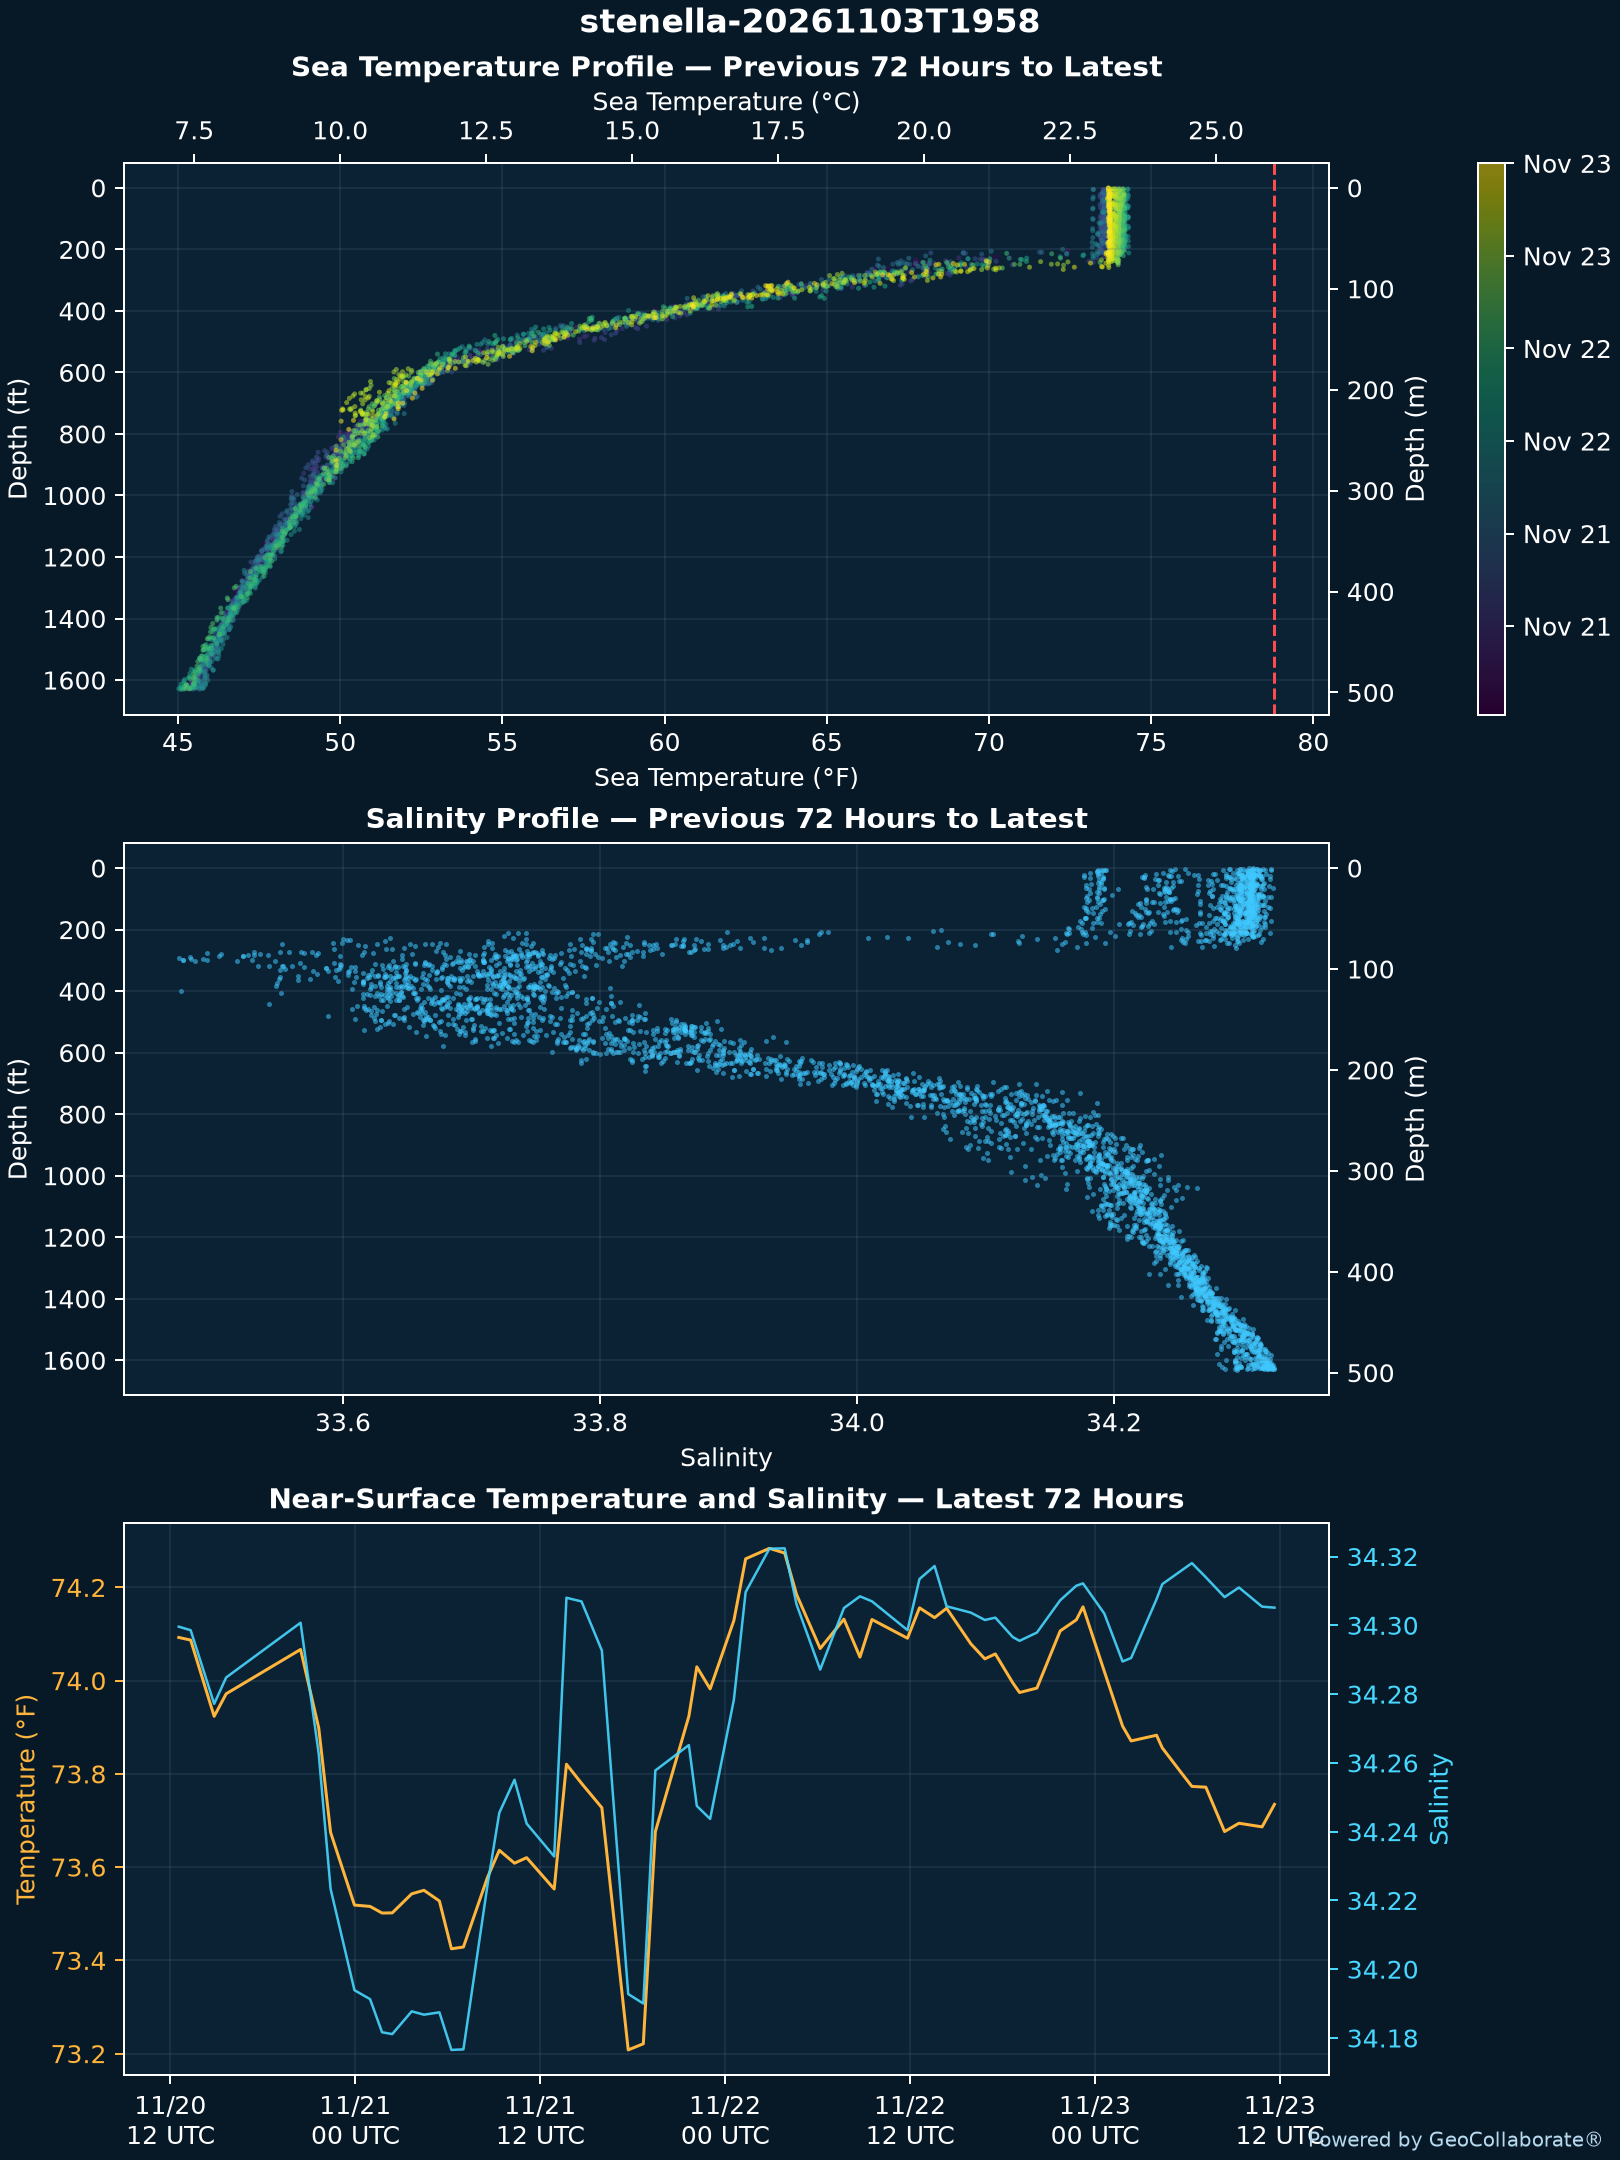 stenella-20261103T1958
Sea Temperature Profile — Previous 72 Hours to Latest
Sea Temperature (°C)
7.5 10.0 12.5 15.0 17.5 20.0 22.5 25.0
Depth (ft)
0
200
400
600
800
1000
1200
1400
1600
0
100
200
300
400
500
Depth (m)
Nov 23
Nov 23
Nov 22
Nov 22
Nov 21
Nov 21
45 50 55 60 65 70 75 80
Sea Temperature (°F)
Salinity Profile — Previous 72 Hours to Latest
Depth (ft)
0
200
400
600
800
1000
1200
1400
1600
0
100
200
300
400
500
Depth (m)
33.6 33.8 34.0 34.2
Salinity
Near-Surface Temperature and Salinity — Latest 72 Hours
Temperature (°F)
74.2
74.0
73.8
73.6
73.4
73.2
34.32
34.30
34.28
34.26
34.24
34.22
34.20
34.18
Salinity
11/20 11/21 11/21 11/22 11/22 11/23 11/23
12 UTC 00 UTC 12 UTC 00 UTC 12 UTC 00 UTC 12 UTC
Powered by GeoCollaborate®